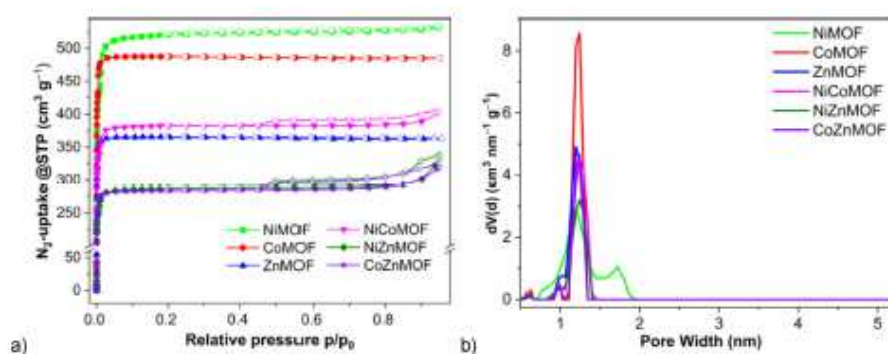 500
450
400
350
300
250
50
0
N2-uptake @STP (cm3 g-1)
NiMOF
CoMOF
ZnMOF
NiCoMOF
NiZnMOF
CoZnMOF
0.0 0.2 0.4 0.6 0.8
Relative pressure p/p0
a)
8
6
4
2
0
dV(d) (cm3 nm-1 g-1)
NiMOF
CoMOF
ZnMOF
NiCoMOF
NiZnMOF
CoZnMOF
1 2 3 4 5
Pore Width (nm)
b)